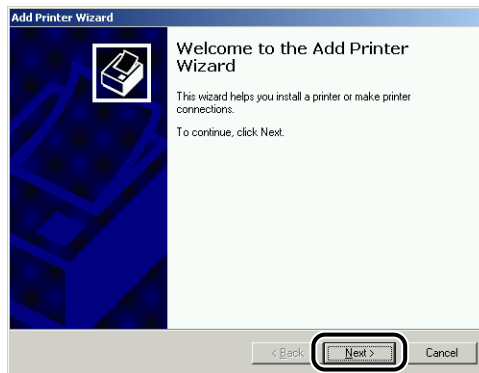 Add Printer Wizard
Welcome to the Add Printer
Wizard
This wizard helps you install a printer or make printer
connections.
To continue, click Next.
< Back
Next >
Cancel